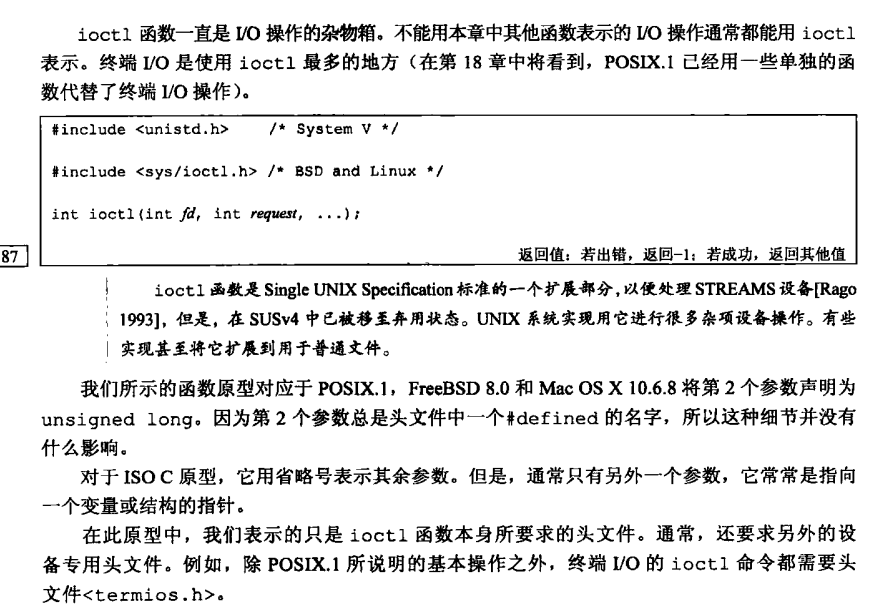 ioctl 函数一直是 I/O 操作的杂物箱。不能用本章中其他函数表示的 I/O 操作通常都能用 ioctl
表示。终端 I/O 是使用 ioctl 最多的地方（在第 18 章中将看到，POSIX.1 已经用一些单独的函
数代替了终端 I/O 操作）。
#include <unistd.h>    /* System V */
#include <sys/ioctl.h> /* BSD and Linux */
int ioctl(int fd, int request, ...);
返回值：若出错，返回-1；若成功，返回其他值
87
ioctl 函数是 Single UNIX Specification 标准的一个扩展部分，以便处理 STREAMS 设备[Rago
1993]，但是，在 SUSv4 中已被移至弃用状态。UNIX 系统实现用它进行很多杂项设备操作。有些
实现甚至将它扩展到用于普通文件。
我们所示的函数原型对应于 POSIX.1，FreeBSD 8.0 和 Mac OS X 10.6.8 将第 2 个参数声明为
unsigned long。因为第 2 个参数总是头文件中一个#defined 的名字，所以这种细节并没有
什么影响。
对于 ISO C 原型，它用省略号表示其余参数。但是，通常只有另外一个参数，它常常是指向
一个变量或结构的指针。
在此原型中，我们表示的只是 ioctl 函数本身所要求的头文件。通常，还要求另外的设
备专用头文件。例如，除 POSIX.1 所说明的基本操作之外，终端 I/O 的 ioctl 命令都需要头
文件<termios.h>。